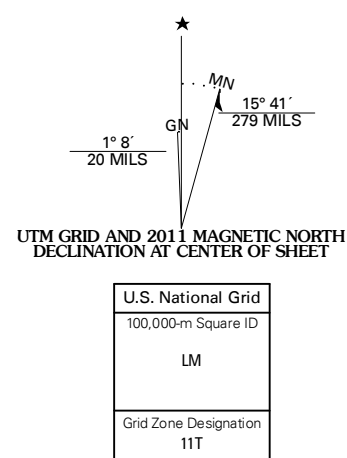 MN
GN
15° 41´
279 MILS
1° 8´
20 MILS
UTM GRID AND 2011 MAGNETIC NORTH
DECLINATION AT CENTER OF SHEET
U.S. National Grid
100,000-m Square ID
LM
Grid Zone Designation
11T